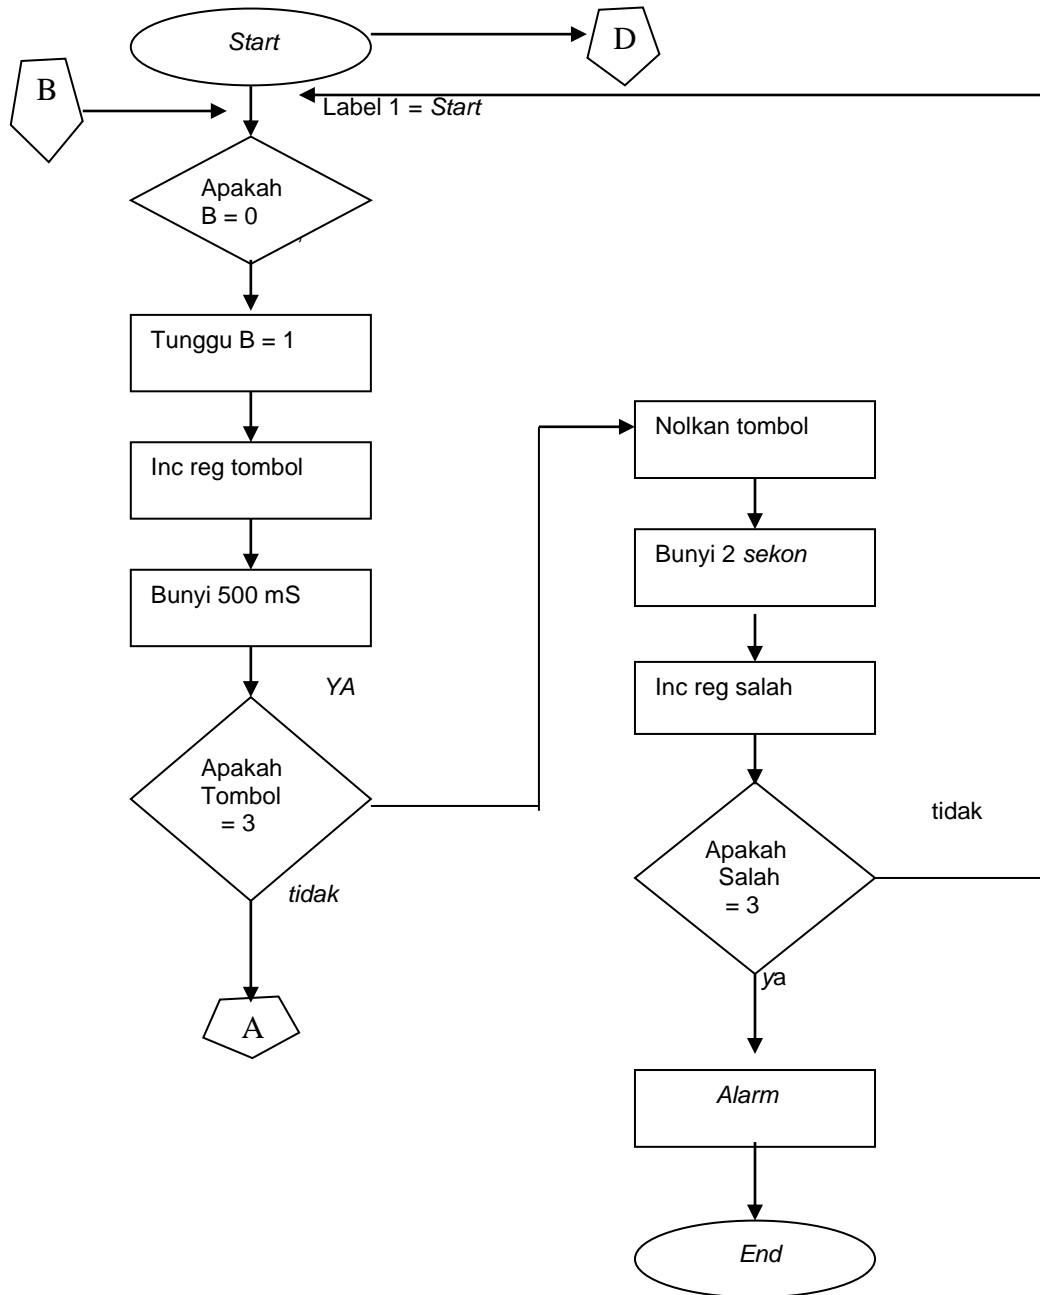 Start
D
B
Label 1 = Start
Apakah
B = 0
,
Tunggu B = 1
Inc reg tombol
Bunyi 500 mS
YA
Apakah
Tombol
= 3
tidak
A
Nolkan tombol
Bunyi 2 sekon
Inc reg salah
Apakah
Salah
= 3
tidak
ya
Alarm
End